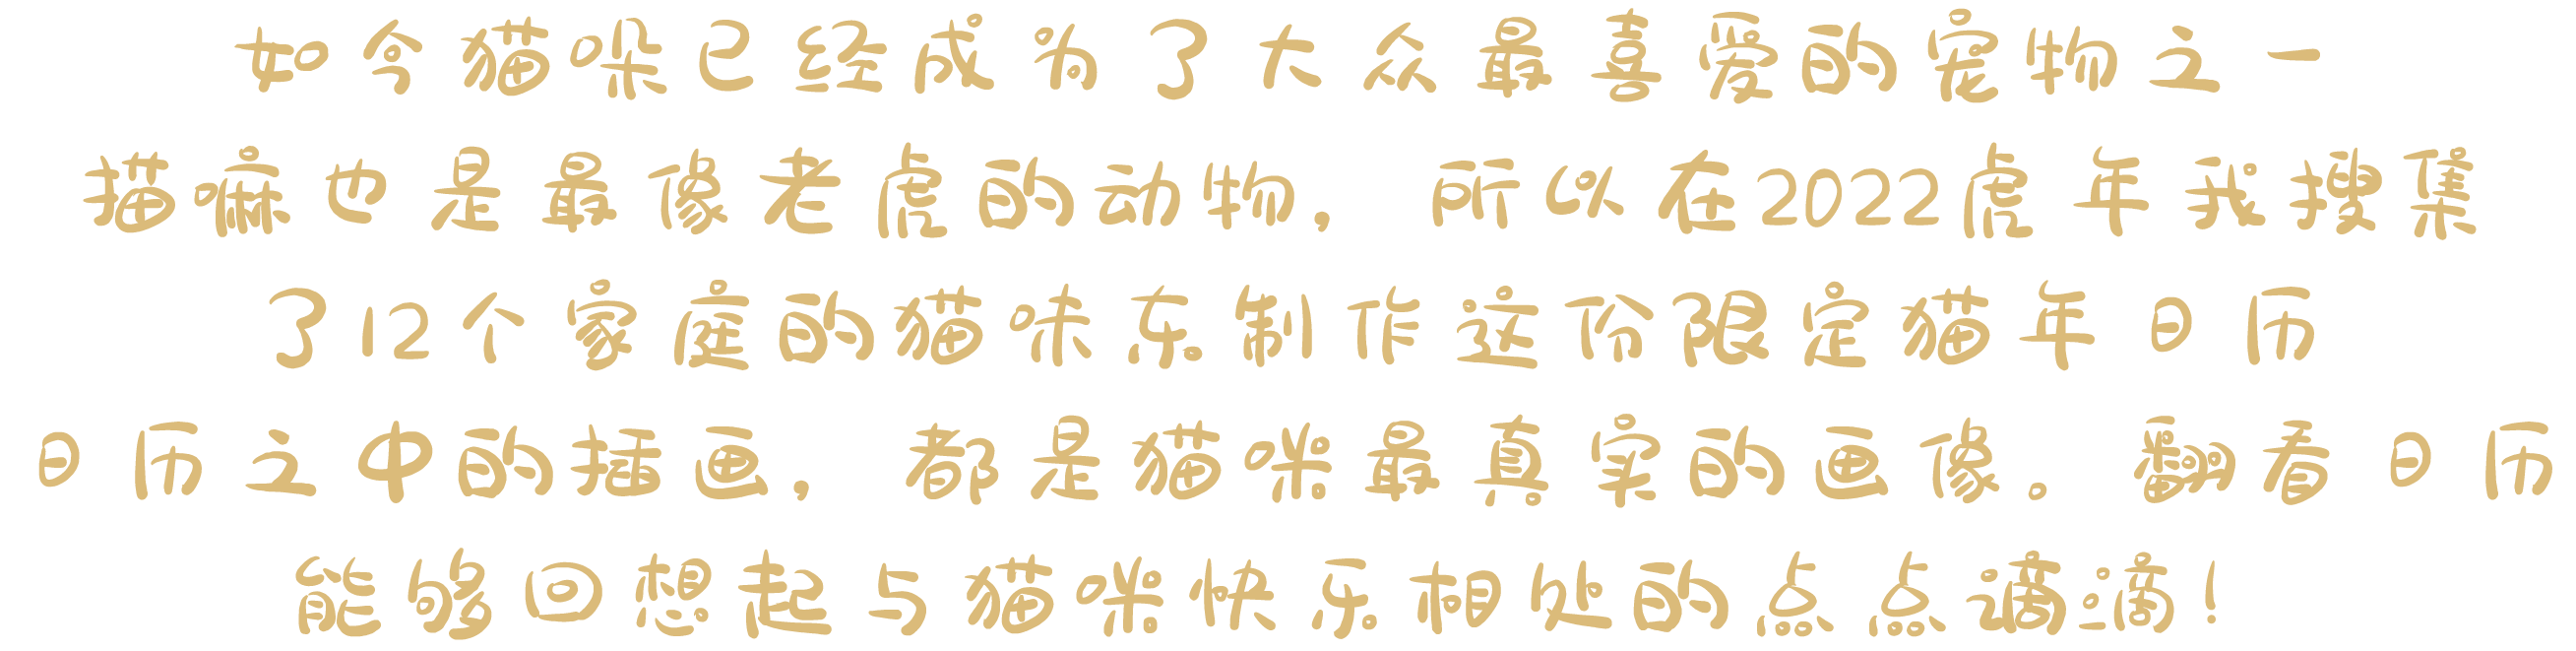 如今猫哚已经成为了大众最喜爱的宠物之一
描嘛也是最像老虎的动物，所以在2022虎年我搜集
了12个家庭的猫味东制作这份限定猫年日历
日历之中的插画，都是猫咪最真实的画像。翻看日历
能够回想起与猫咪快乐相处的点点谪滴！